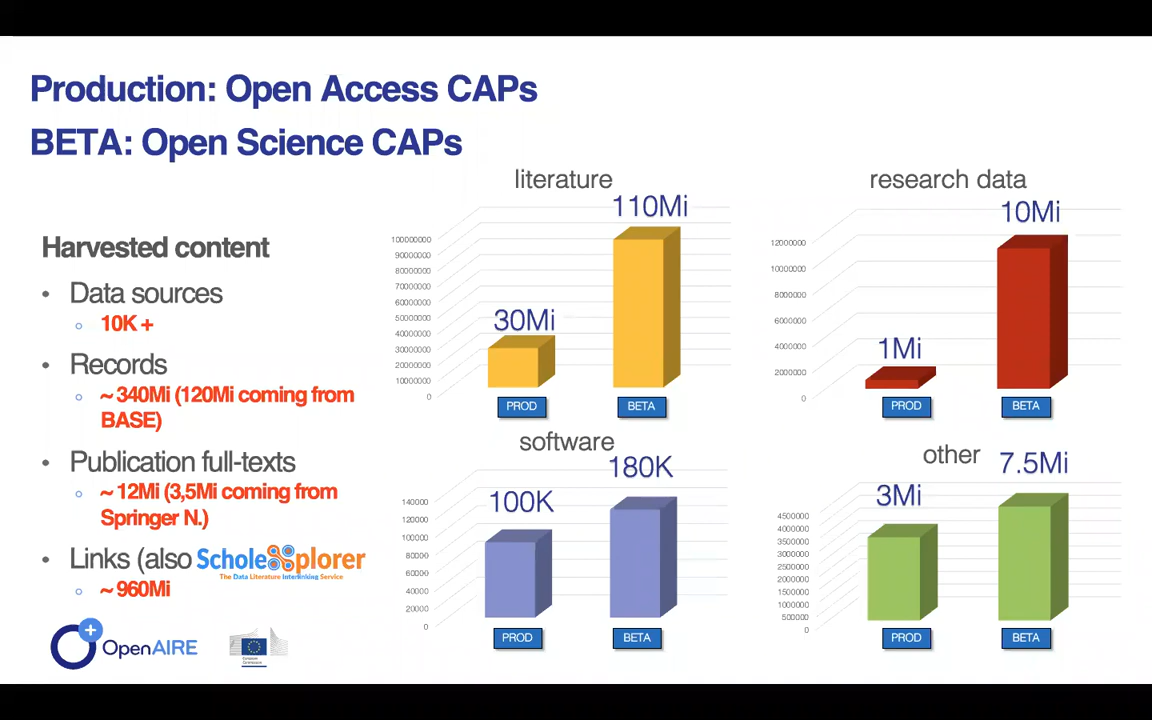 Production: Open Access CAPs
BETA: Open Science CAPs
Harvested content
• Data sources
○ 10K +
• Records
○ ~ 340Mi (120Mi coming from
BASE)
• Publication full-texts
○ ~ 12Mi (3,5Mi coming from
Springer N.)
• Links (also ScholeXplorer
The Data Literature Interlinking Service
○ ~ 960Mi
OpenAIRE
European
Commission
literature
110Mi
30Mi
100000000
90000000
80000000
70000000
60000000
50000000
40000000
30000000
20000000
10000000
0
PROD
BETA
research data
10Mi
1Mi
12000000
10000000
8000000
6000000
4000000
2000000
0
PROD
BETA
software
180K
100K
140000
120000
100000
80000
60000
40000
20000
0
PROD
BETA
other
7.5Mi
3Mi
4500000
4000000
3500000
3000000
2500000
2000000
1500000
1000000
500000
0
PROD
BETA